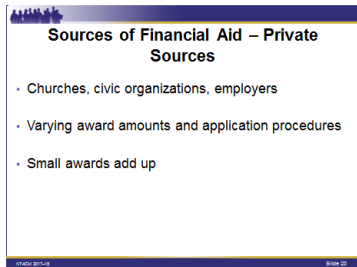 Sources of Financial Aid – Private
Sources
• Churches, civic organizations, employers
• Varying award amounts and application procedures
• Small awards add up
Slide 20